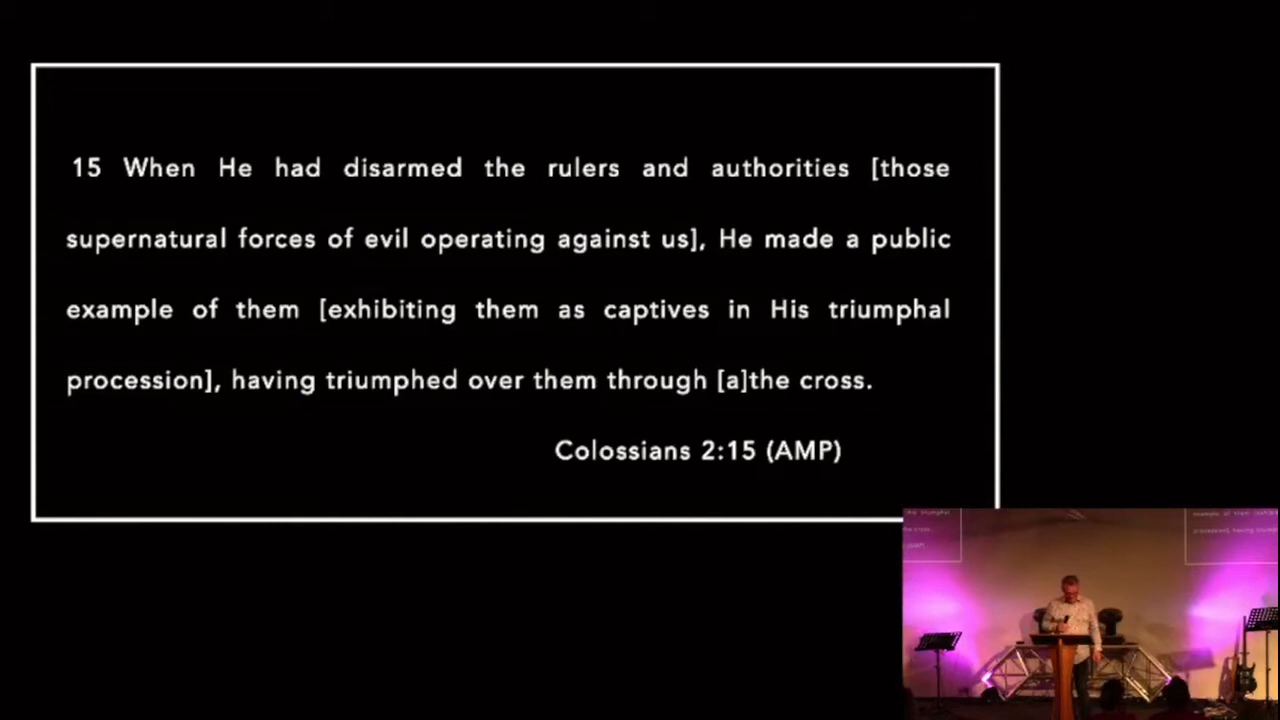 15 When He had disarmed the rulers and authorities [those
supernatural forces of evil operating against us], He made a public
example of them [exhibiting them as captives in His triumphal
procession], having triumphed over them through [a]the cross.
Colossians 2:15 (AMP)